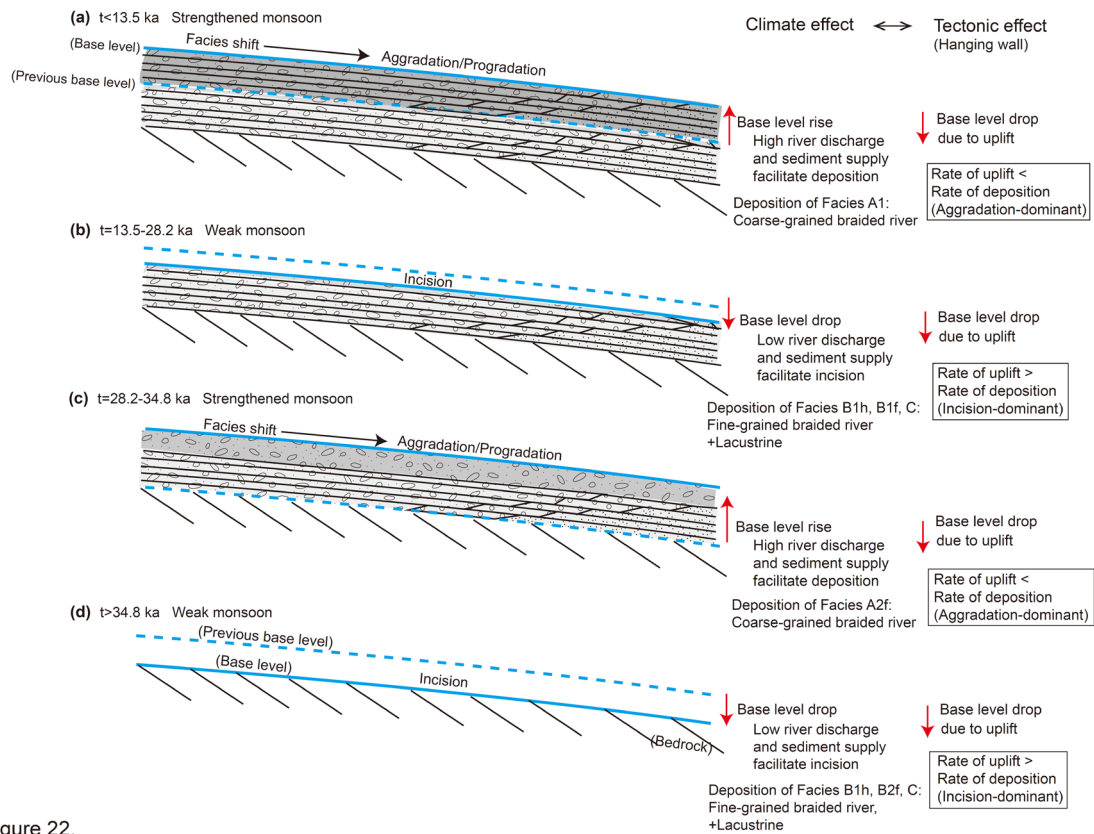 (a) t<13.5 ka Strengthened monsoon
Climate effect ↔ Tectonic effect
(Hanging wall)
(Base level)
Facies shift
Aggradation/Progradation
(Previous base level)
Base level rise
High river discharge
and sediment supply
facilitate deposition
Deposition of Facies A1:
Coarse-grained braided river
Base level drop
due to uplift
Rate of uplift <
Rate of deposition
(Aggradation-dominant)
(b) t=13.5-28.2 ka Weak monsoon
Incision
Base level drop
Low river discharge
and sediment supply
facilitate incision
Deposition of Facies B1h, B1f, C:
Fine-grained braided river
+Lacustrine
Base level drop
due to uplift
Rate of uplift >
Rate of deposition
(Incision-dominant)
(c) t=28.2-34.8 ka Strengthened monsoon
Facies shift
Aggradation/Progradation
Base level rise
High river discharge
and sediment supply
facilitate deposition
Deposition of Facies A2f:
Coarse-grained braided river
Base level drop
due to uplift
Rate of uplift <
Rate of deposition
(Aggradation-dominant)
(d) t>34.8 ka Weak monsoon
(Previous base level)
(Base level)
Incision
(Bedrock)
Base level drop
Low river discharge
and sediment supply
facilitate incision
Deposition of Facies B1h, B2f, C:
Fine-grained braided river,
+Lacustrine
Base level drop
due to uplift
Rate of uplift >
Rate of deposition
(Incision-dominant)
gure 22.